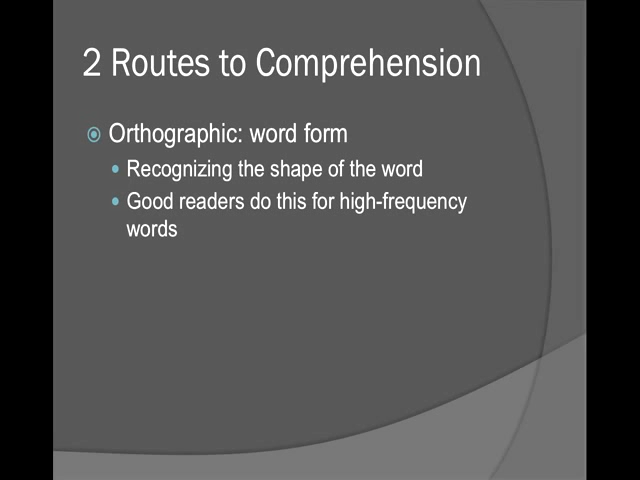 2 Routes to Comprehension
Orthographic: word form
Recognizing the shape of the word
Good readers do this for high-frequency
words